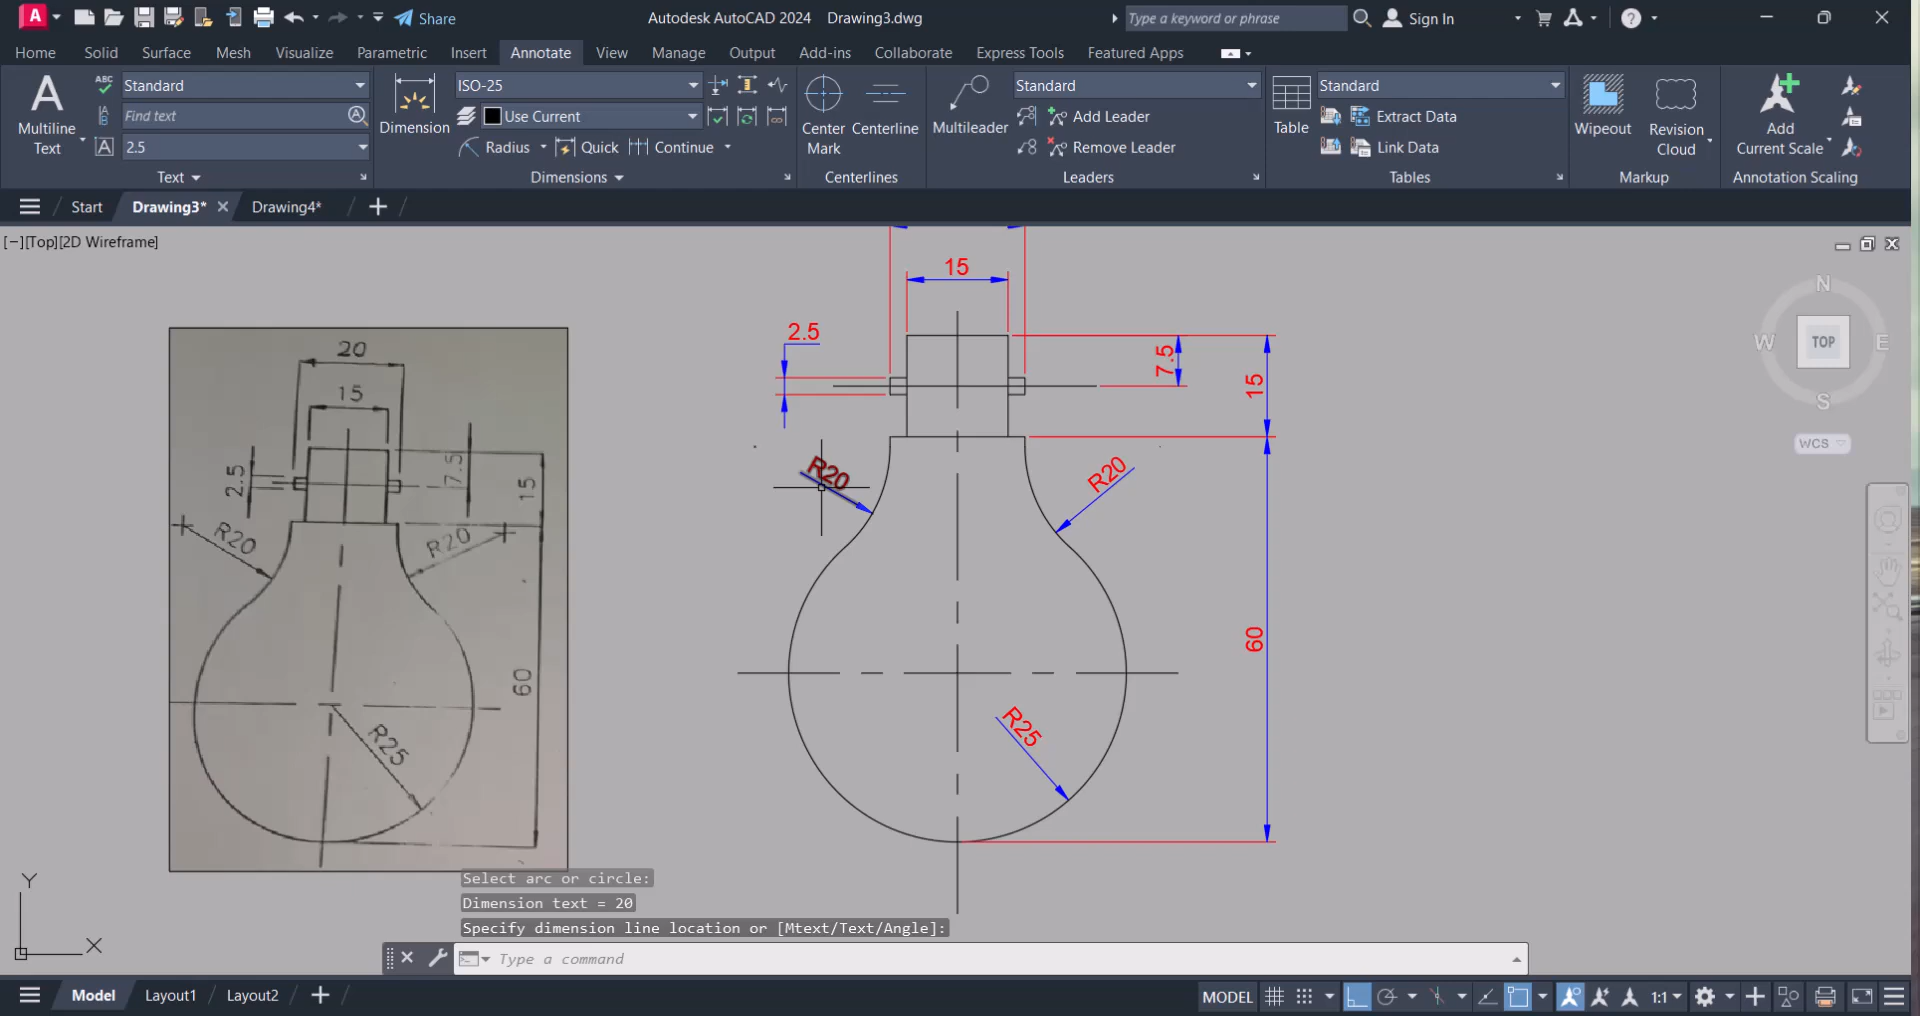 A Share Autodesk AutoCAD 2024 Drawing3.dwg Type a keyword or phrase Sign In
Home Solid Surface Mesh Visualize Parametric Insert Annotate View Manage Output Add-ins Collaborate Express Tools Featured Apps
Multiline Text
ABC Standard
Find text
2.5
Text
Dimension
ISO-25
Use Current
Radius Quick Continue
Dimensions
Center Mark Centerline
Centerlines
Multileader
Standard
Add Leader
Remove Leader
Leaders
Table
Standard
Extract Data
Link Data
Tables
Wipeout Revision Cloud
Markup
Add Current Scale
Annotation Scaling
Start Drawing3* Drawing4*
[−][Top][2D Wireframe]
N
W TOP E
S
WCS
20
15
2.5
7.5
15
R20
R20
60
R25
15
2.5
7.5
15
R20
R20
60
R25
Y
X
Select arc or circle:
Dimension text = 20
Specify dimension line location or [Mtext/Text/Angle]:
Type a command
Model Layout1 Layout2
MODEL 1:1